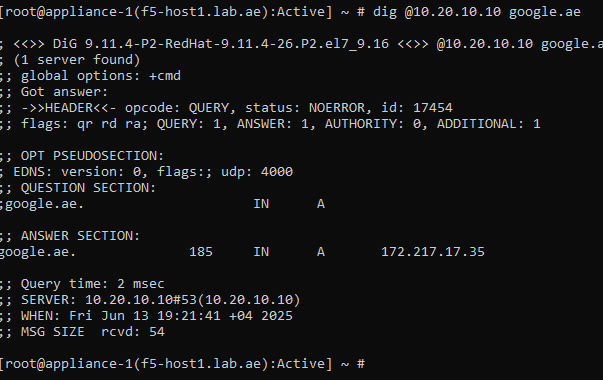 [root@appliance-1(f5-host1.lab.ae):Active] ~ # dig @10.20.10.10 google.ae
; <<>> DiG 9.11.4-P2-RedHat-9.11.4-26.P2.el7_9.16 <<>> @10.20.10.10 google.a
; (1 server found)
;; global options: +cmd
;; Got answer:
;; ->>HEADER<<- opcode: QUERY, status: NOERROR, id: 17454
;; flags: qr rd ra; QUERY: 1, ANSWER: 1, AUTHORITY: 0, ADDITIONAL: 1
;; OPT PSEUDOSECTION:
; EDNS: version: 0, flags:; udp: 4000
;; QUESTION SECTION:
;google.ae. IN A
;; ANSWER SECTION:
google.ae. 185 IN A 172.217.17.35
;; Query time: 2 msec
;; SERVER: 10.20.10.10#53(10.20.10.10)
;; WHEN: Fri Jun 13 19:21:41 +04 2025
;; MSG SIZE rcvd: 54
[root@appliance-1(f5-host1.lab.ae):Active] ~ #